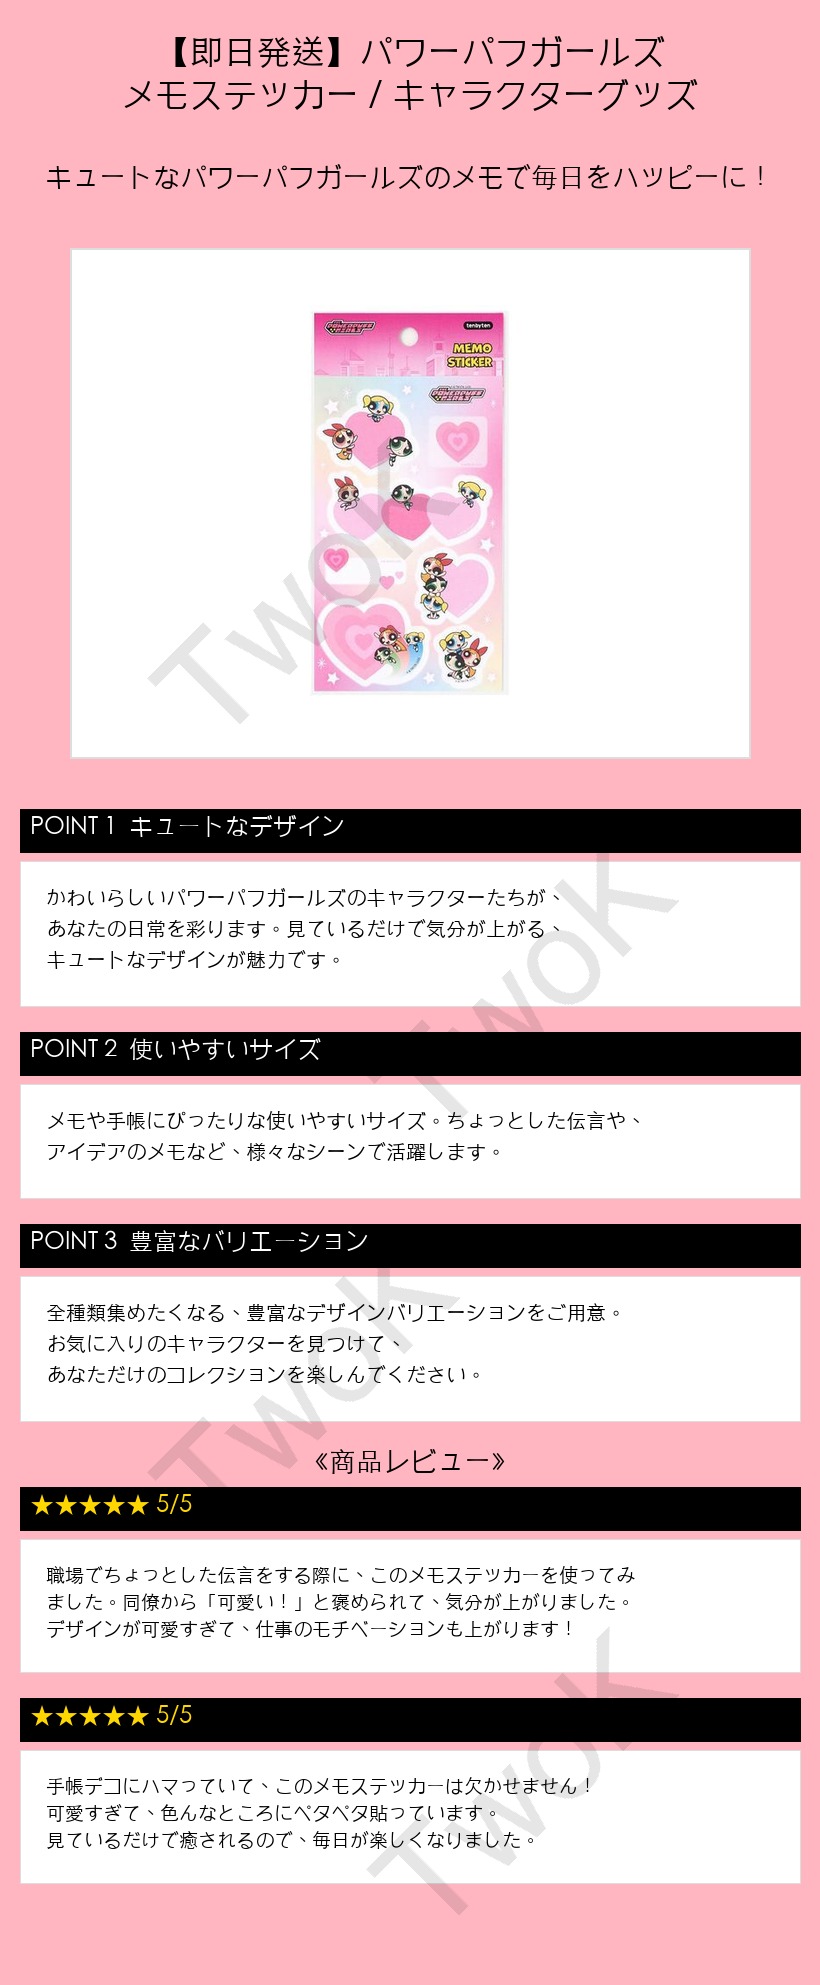 【即日発送】パワーパフガールズ
メモステッカー / キャラクターグッズ
キュートなパワーパフガールズのメモで毎日をハッピーに！
POWERPUFF GIRLS
tenbyten
MEMO
STICKER
POWERPUFF GIRLS
TwoK
POINT 1 キュートなデザイン
かわいらしいパワーパフガールズのキャラクターたちが、
あなたの日常を彩ります。見ているだけで気分が上がる、
キュートなデザインが魅力です。
TwoK
POINT 2 使いやすいサイズ
メモや手帳にぴったりな使いやすいサイズ。ちょっとした伝言や、
アイデアのメモなど、様々なシーンで活躍します。
POINT 3 豊富なバリエーション
全種類集めたくなる、豊富なデザインバリエーションをご用意。
お気に入りのキャラクターを見つけて、
あなただけのコレクションを楽しんでください。
TwoK
《商品レビュー》
★★★★★ 5/5
職場でちょっとした伝言をする際に、このメモステッカーを使ってみ
ました。同僚から「可愛い！」と褒められて、気分が上がりました。
デザインが可愛すぎて、仕事のモチベーションも上がります！
★★★★★ 5/5
手帳デコにハマっていて、このメモステッカーは欠かせません！
可愛すぎて、色んなところにペタペタ貼っています。
見ているだけで癒されるので、毎日が楽しくなりました。
TwoK